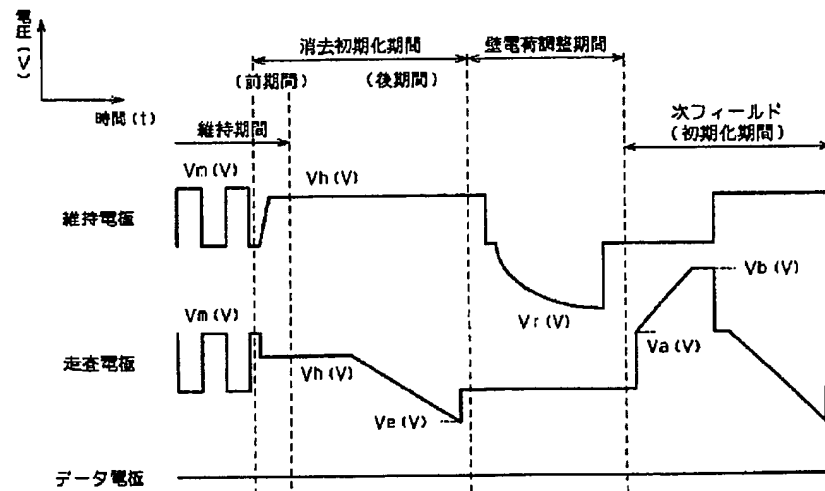 電圧(V)
時間(t)
消去初期化期間
壁電荷調整期間
(前期間)
(後期間)
維持期間
次フィールド
(初期化期間)
Vm(V)
Vh(V)
維持電極
Vb(V)
Vr(V)
Vm(V)
Va(V)
走査電極
Vh(V)
Ve(V)
データ電極